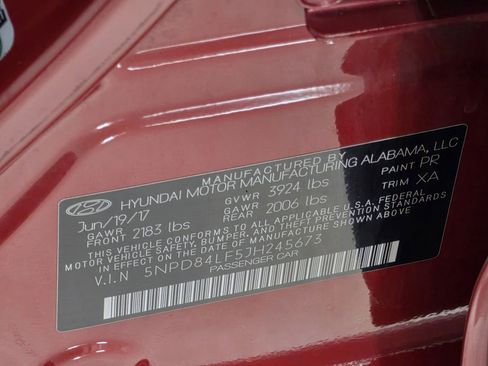 MANUFACTURED BY
HYUNDAI MOTOR MANUFACTURING ALABAMA, LLC
Jun/19/17 GVWR 3924 lbs PAINT PR
GAWR FRONT 2183 lbs GAWR REAR 2006 lbs TRIM XA
THIS VEHICLE CONFORMS TO ALL APPLICABLE U.S.A. FEDERAL
MOTOR VEHICLE SAFETY, BUMPER, AND THEFT PREVENTION STANDARDS
IN EFFECT ON THE DATE OF MANUFACTURE SHOWN ABOVE.
V.I.N 5NPD84LF5JH245673
PASSENGER CAR